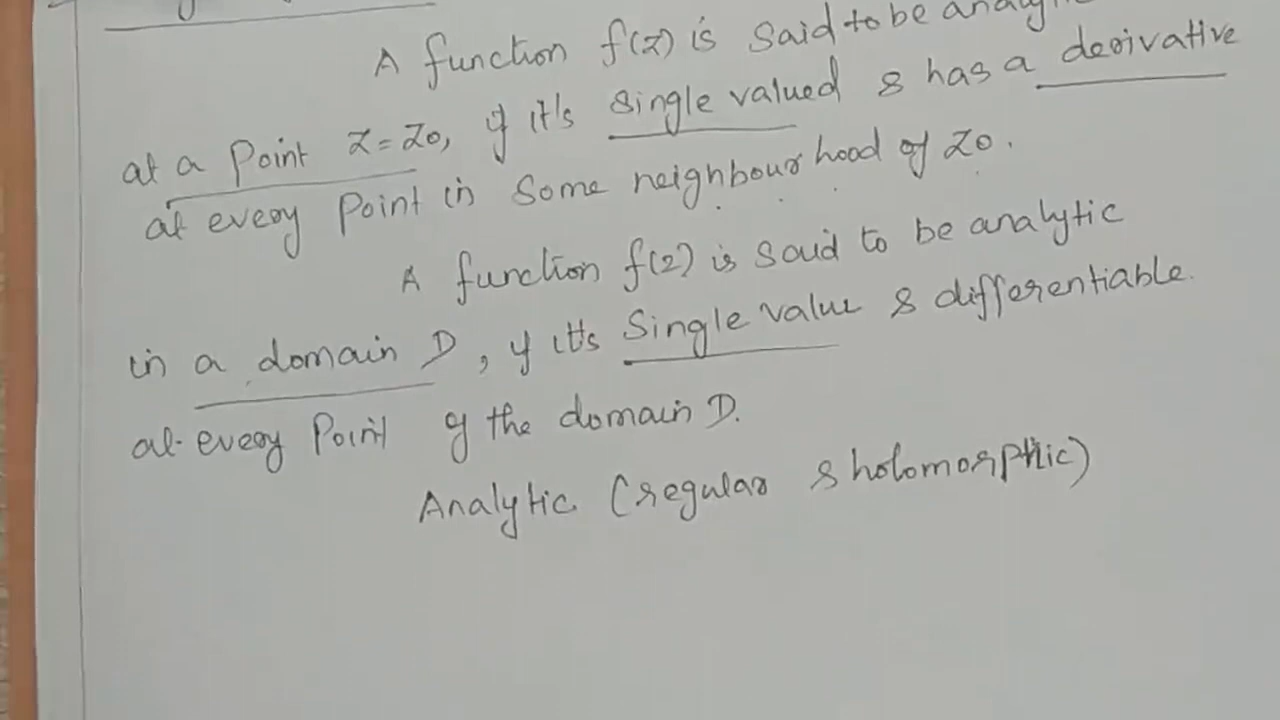 A function f(z) is said to be analy
at a Point z=z0, if it's single valued & has a derivative
at every Point in Some neighbourhood of z0.
A function f(z) is said to be analytic
in a domain D, if it's Single value & differentiable.
at every Point of the domain D.
Analytic (regular & holomorphic)